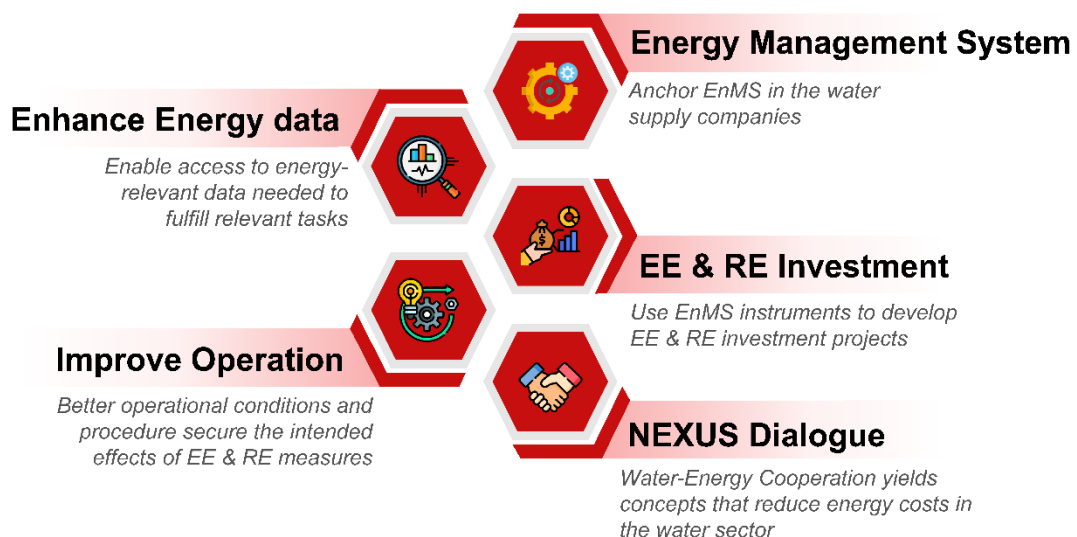 Energy Management System
Anchor EnMS in the water
supply companies
Enhance Energy data
Enable access to energy-
relevant data needed to
fulfill relevant tasks
EE & RE Investment
Use EnMS instruments to develop
EE & RE investment projects
Improve Operation
Better operational conditions and
procedure secure the intended
effects of EE & RE measures
NEXUS Dialogue
Water-Energy Cooperation yields
concepts that reduce energy costs in
the water sector